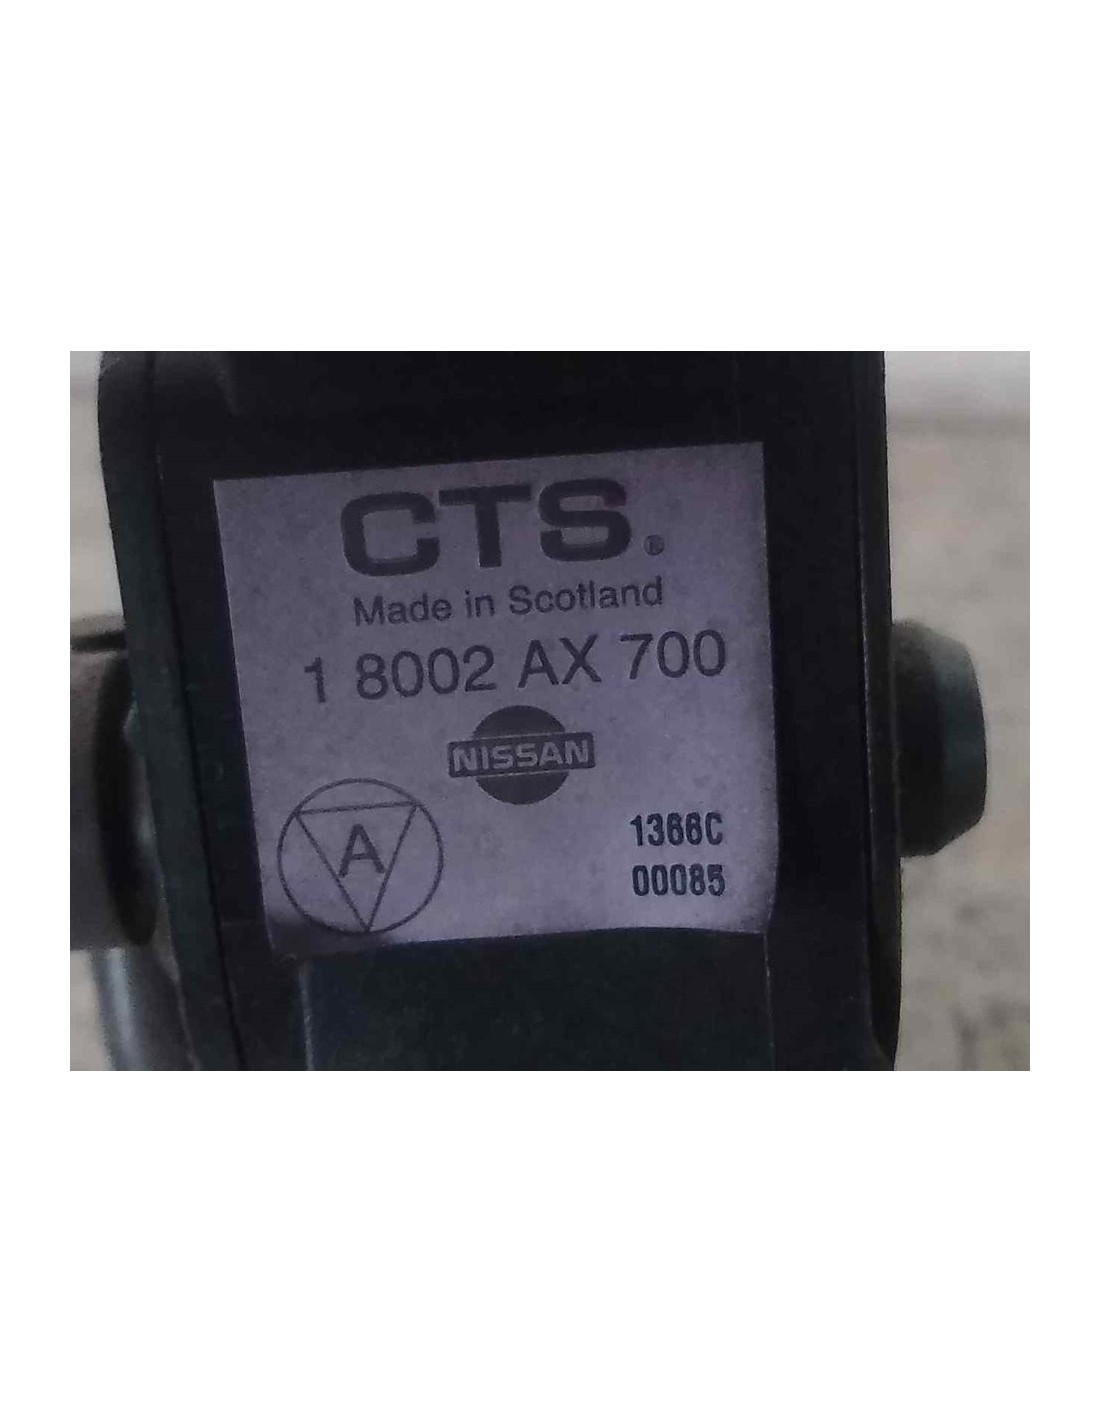 CTS.®
Made in Scotland
1 8002 AX 700
NISSAN
A
1366C
00085